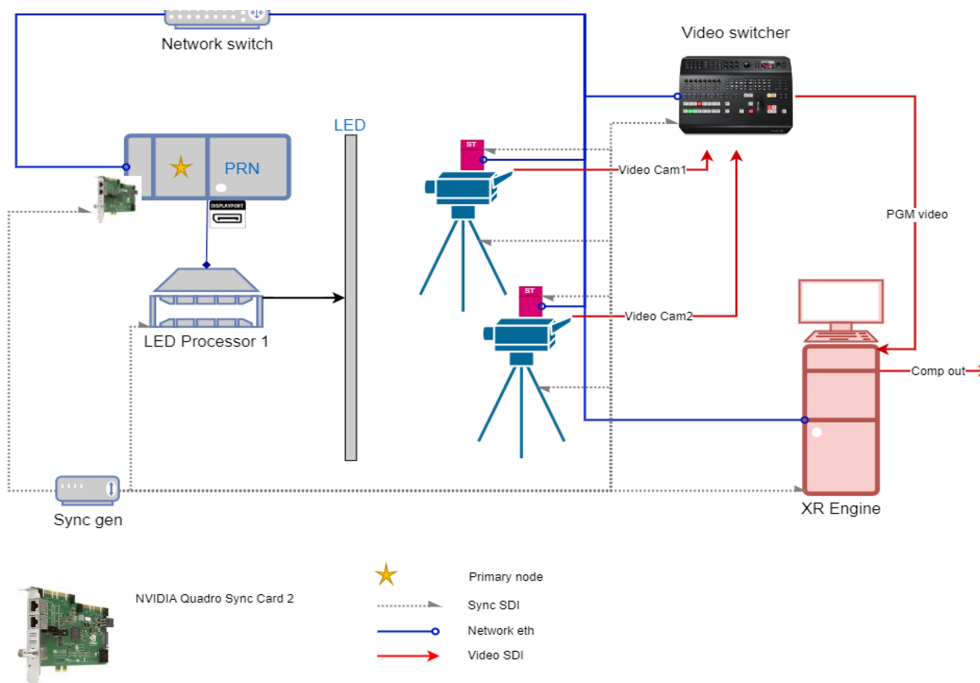 Network switch
Video switcher
LED
PRN
DISPLAYPORT
ST
Video Cam1
PGM video
ST
Video Cam2
LED Processor 1
Comp out
Sync gen
XR Engine
NVIDIA Quadro Sync Card 2
Primary node
Sync SDI
Network eth
Video SDI